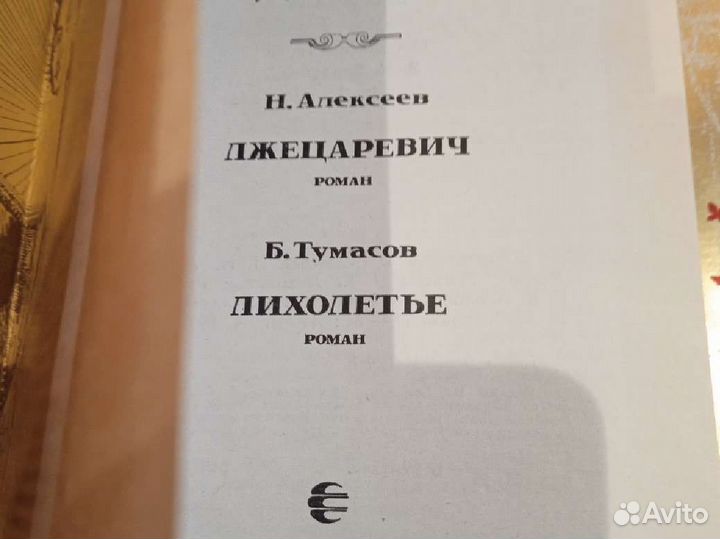 Н. Алексеев
ЛЖЕЦАРЕВИЧ
РОМАН
Б. Тумасов
ЛИХОЛЕТЬЕ
РОМАН
Avito